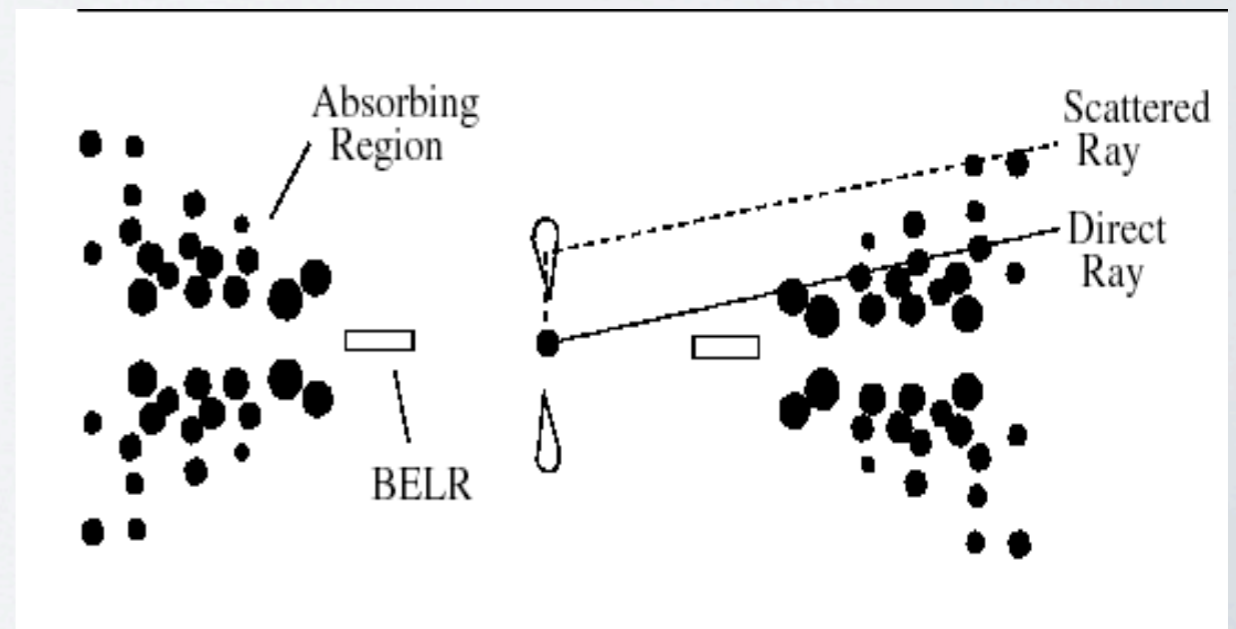 Absorbing
Region
Scattered
Ray
Direct
Ray
BELR